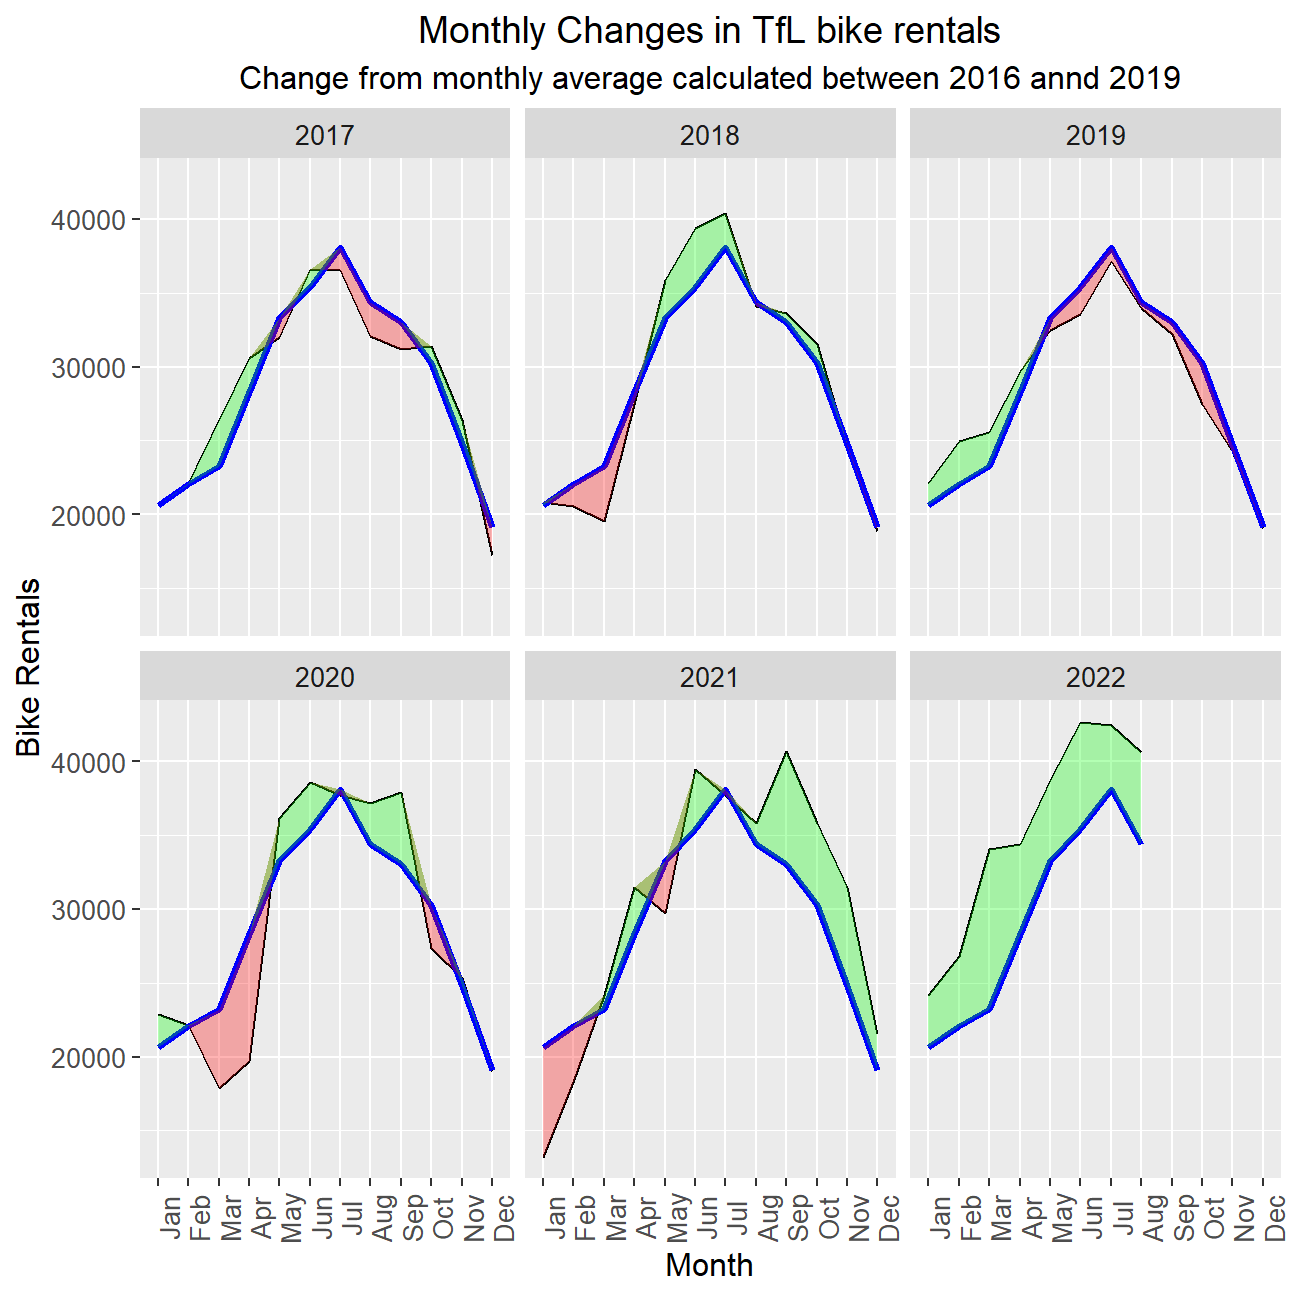 Monthly Changes in TfL bike rentals
Change from monthly average calculated between 2016 annd 2019
2017
2018
2019
40000
30000
20000
Bike Rentals
2020
2021
2022
40000
30000
20000
Jan Feb Mar Apr May Jun Jul Aug Sep Oct Nov Dec
Jan Feb Mar Apr May Jun Jul Aug Sep Oct Nov Dec
Jan Feb Mar Apr May Jun Jul Aug Sep Oct Nov Dec
Month